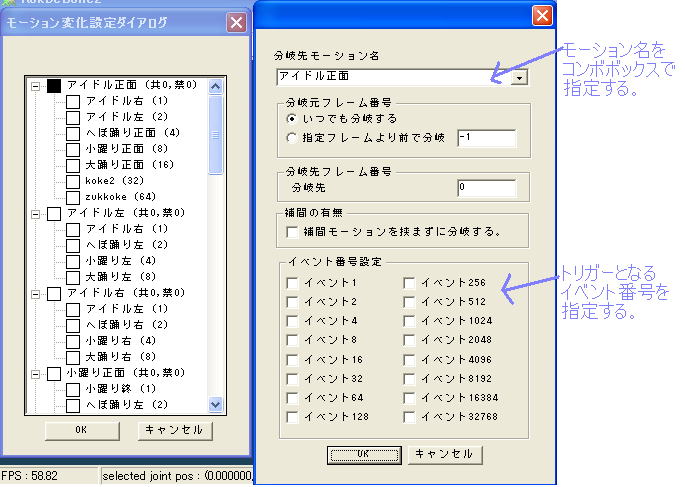 RokDeBone2
モーション変化設定ダイアログ
アイドル正面 (共0,禁0)
アイドル右 (1)
アイドル左 (2)
へぼ踊り正面 (4)
小躍り正面 (8)
大踊り正面 (16)
koke2 (32)
zukkoke (64)
アイドル左 (共0,禁0)
アイドル右 (1)
へぼ踊り左 (2)
小躍り左 (4)
大踊り左 (8)
アイドル右 (共0,禁0)
アイドル左 (1)
へぼ踊り右 (2)
小躍り右 (4)
大踊り右 (8)
小躍り正面 (共0,禁0)
小躍り終 (1)
へぼ踊り左 (2)
OK
キャンセル
FPS : 58.82
selected joint pos : (0.000000,
分岐先モーション名
アイドル正面
分岐元フレーム番号
いつでも分岐する
指定フレームより前で分岐
-1
分岐先フレーム番号
分岐先
0
補間の有無
補間モーションを挟まずに分岐する。
イベント番号設定
イベント1
イベント2
イベント4
イベント8
イベント16
イベント32
イベント64
イベント128
イベント256
イベント512
イベント1024
イベント2048
イベント4096
イベント8192
イベント16384
イベント32768
OK
キャンセル
モーション名を
コンボボックスで
指定する。
トリガーとなる
イベント番号を
指定する。